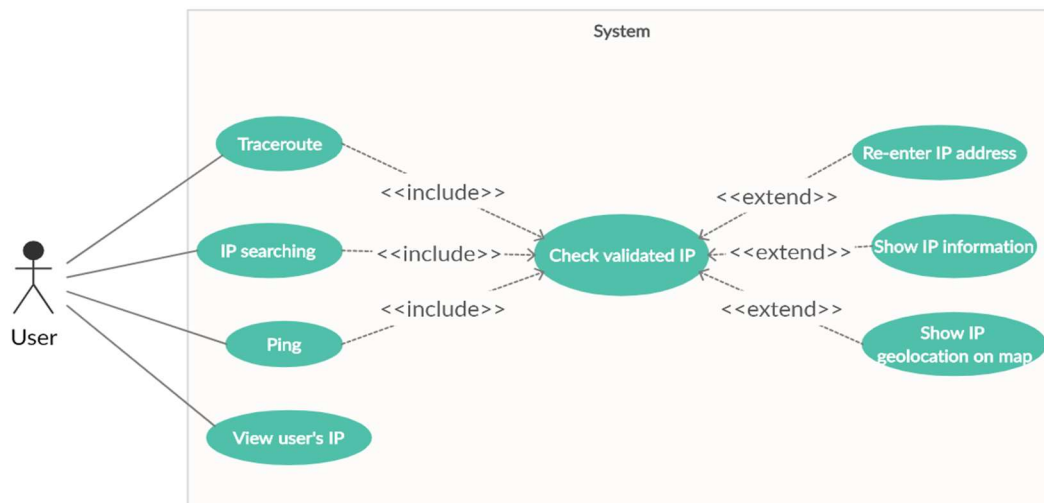 System
Traceroute
Re-enter IP address
<<include>>
<<extend>>
IP searching
<<include>>
Check validated IP
<<extend>>
Show IP information
User
Ping
<<include>>
<<extend>>
Show IP
geolocation on map
View user's IP